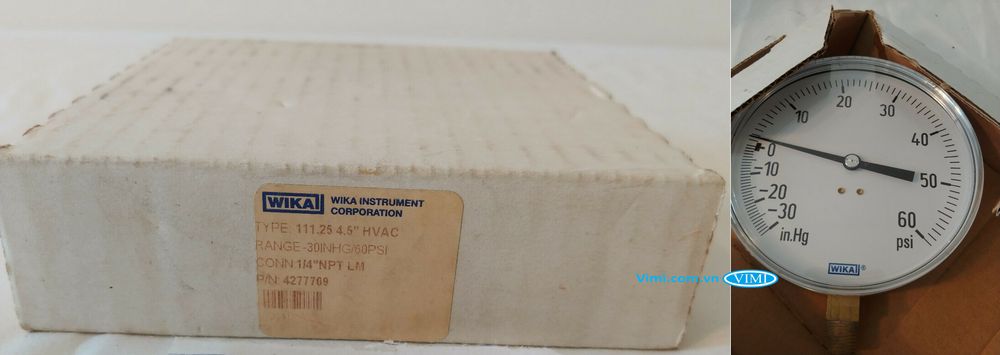 WIKA
WIKA INSTRUMENT
CORPORATION
TYPE: 111.25 4.5" HVAC
RANGE-30INHG/60PSI
CONN:1/4"NPT LM
P/N: 4277769
10
20
30
40
50
60
psi
0
-10
-20
-30
in.Hg
WIKA®
Vimi.com.vn
VIMI